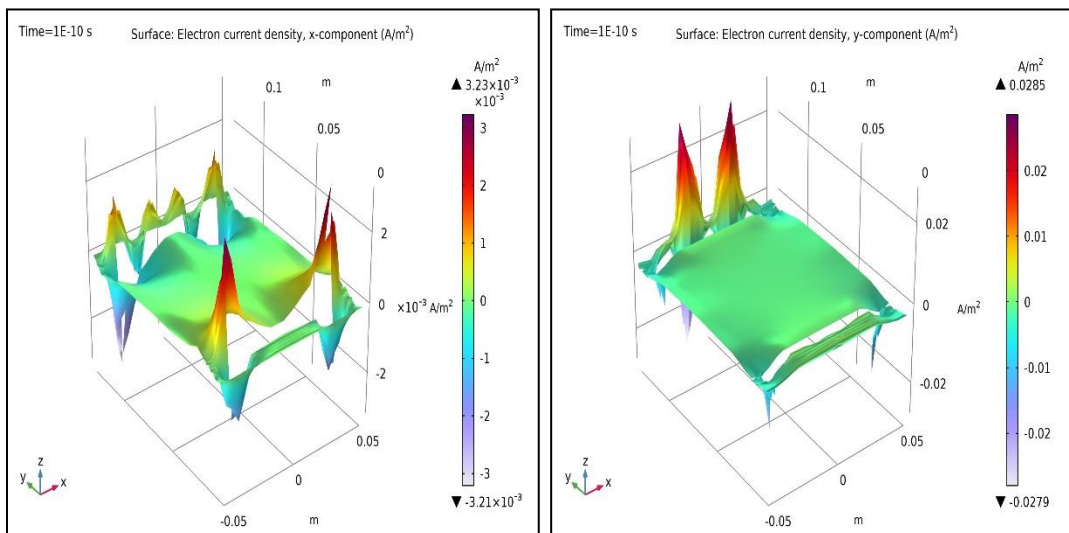 Time=1E-10 s Surface: Electron current density, x-component (A/m²)
A/m²
▲ 3.23×10⁻³
×10⁻³
m
0.1
0.05
0
2
0
×10⁻³ A/m²
-2
0.05
0
-0.05
m
3
2
1
0
-1
-2
-3
▼ -3.21×10⁻³
z
y
x
Time=1E-10 s Surface: Electron current density, y-component (A/m²)
A/m²
▲ 0.0285
m
0.1
0.05
0
0.02
0
A/m²
-0.02
0.05
0
-0.05
m
0.02
0.01
0
-0.01
-0.02
▼ -0.0279
z
y
x